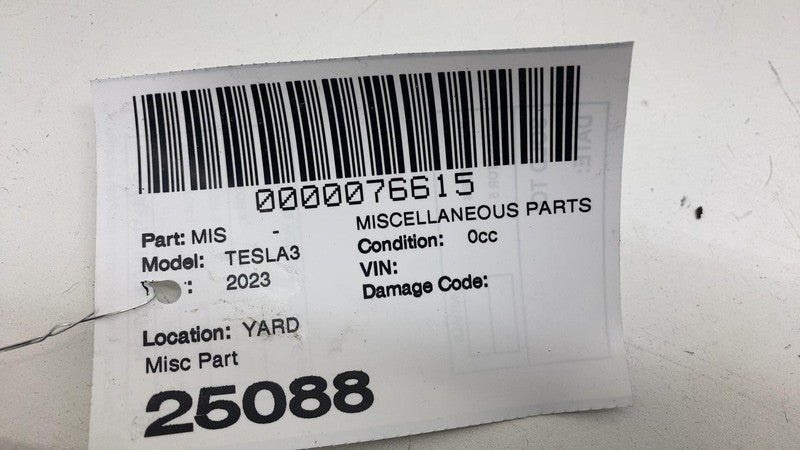 0000076615
Part: MIS - MISCELLANEOUS PARTS
Model: TESLA3 Condition: 0cc
: 2023 VIN:
Damage Code:
Location: YARD
Misc Part
25088